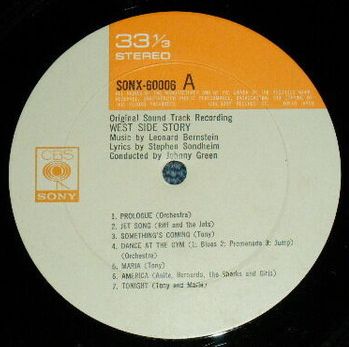 33⅓
STEREO
SONX-60006 A
Original Sound Track Recording
WEST SIDE STORY
Music by Leonard Bernstein
Lyrics by Stephen Sondheim
Conducted by Johnny Green
CBS
SONY
1. PROLOGUE (Orchestra)
2. JET SONG (Riff and the Jets)
3. SOMETHING'S COMING (Tony)
4. DANCE AT THE GYM (1: Blues 2: Promenade 3: Jump)
(Orchestra)
5. MARIA (Tony)
6. AMERICA (Anita, Bernardo, the Sharks and Girls)
7. TONIGHT (Tony and Maria)